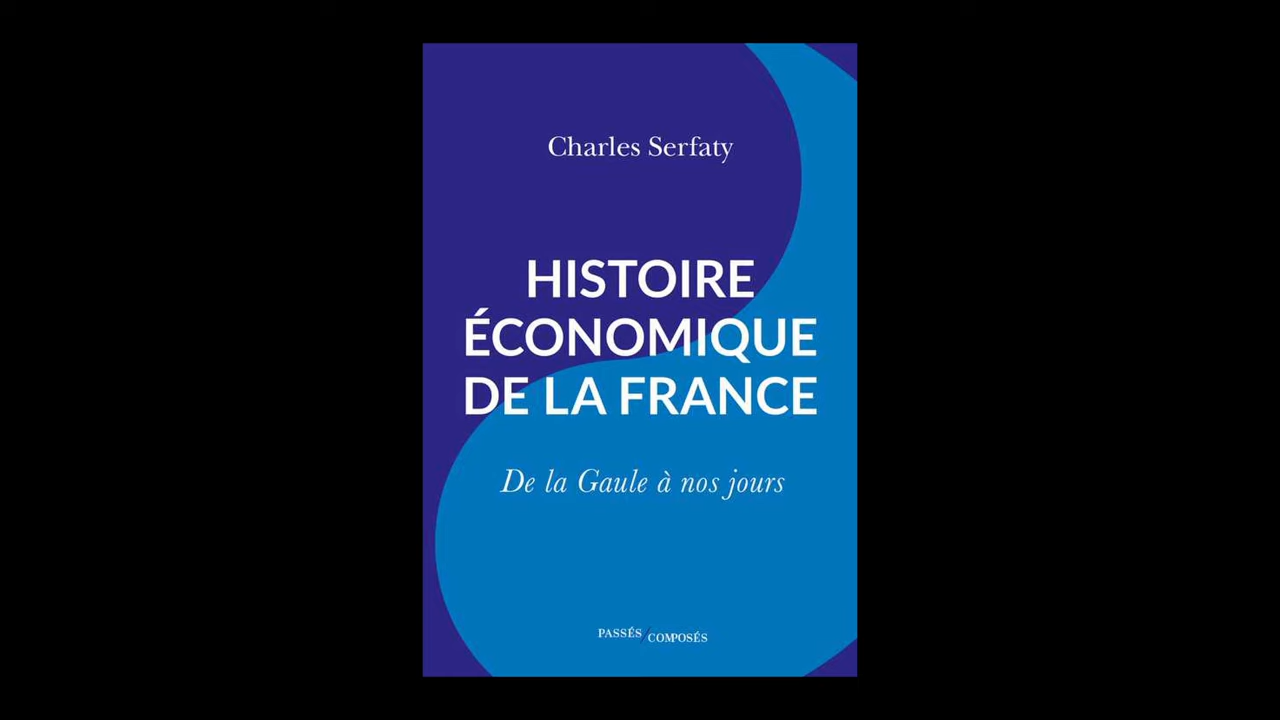 Charles Serfaty
HISTOIRE
ÉCONOMIQUE
DE LA FRANCE
De la Gaule à nos jours
PASSÉS/COMPOSÉS